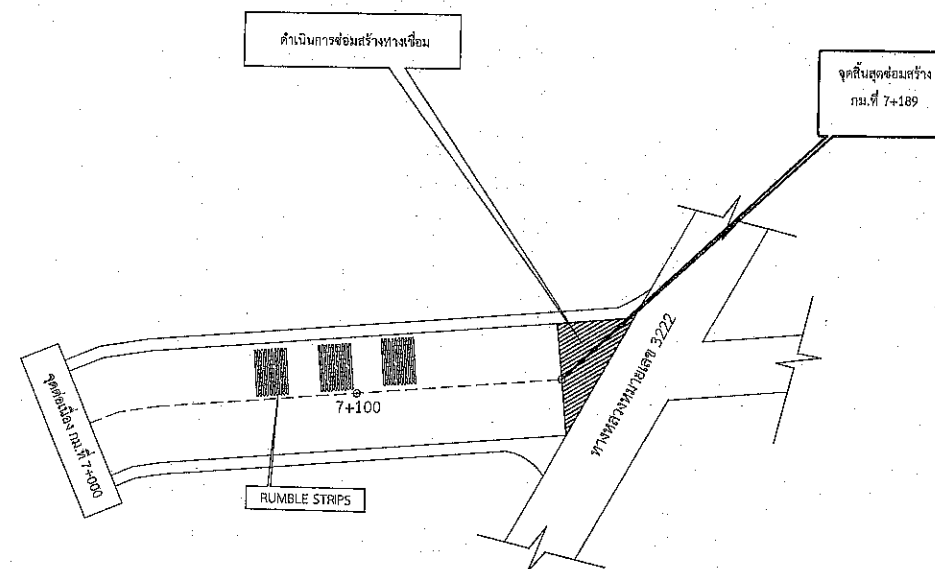 ดำเนินการซ่อมสร้างทางเชื่อม
จุดสิ้นสุดซ่อมสร้าง
กม.ที่ 7+189
ทางหลวงหมายเลข 3222
7+100
จุดต่อเนื่อง กม.ที่ 7+000
RUMBLE STRIPS